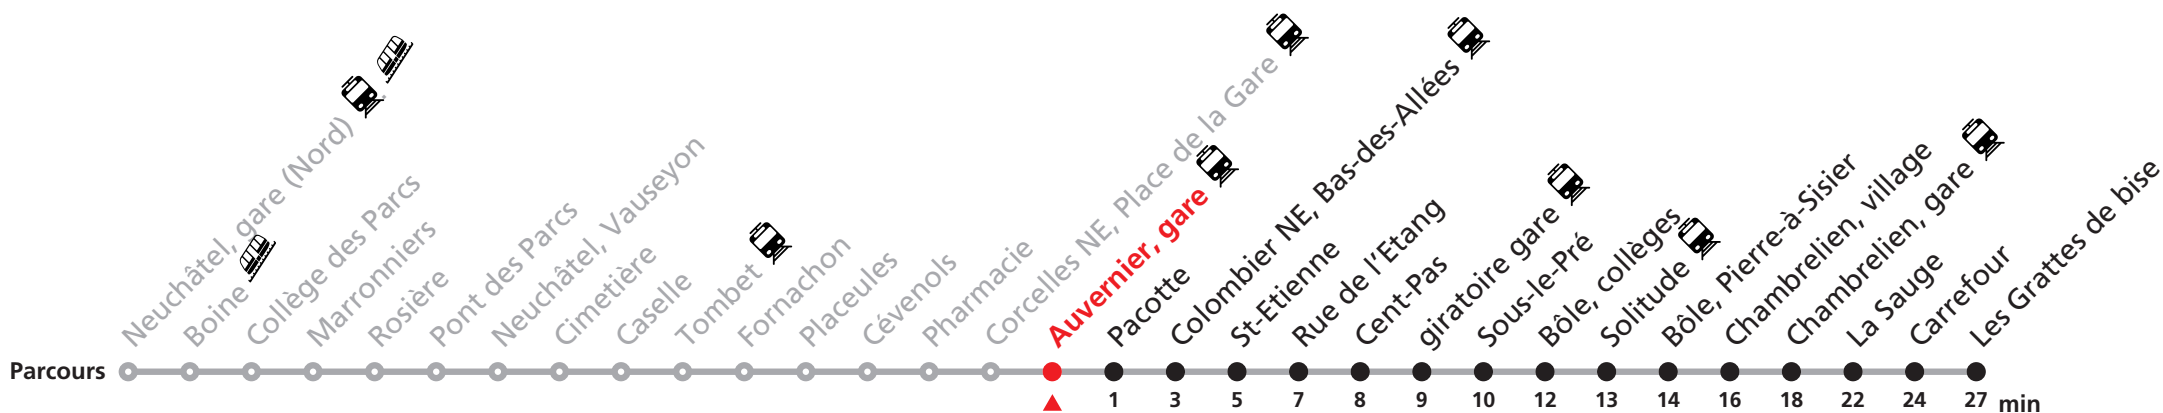 Neuchâtel, gare (Nord)
Boine
Collège des Parcs
Marronniers
Rosière
Pont des Parcs
Neuchâtel, Vauseyon
Cimetière
Caselle
Tombet
Fornachon
Placeules
Cévenols
Pharmacie
Corcelles NE, Place de la Gare
Auvernier, gare
Pacotte
Colombier NE, Bas-des-Allées
St-Etienne
Rue de l'Etang
Cent-Pas
giratoire gare
Sous-le-Pré
Bôle, collèges
Solitude
Bôle, Pierre-à-Sisier
Chambrelien, village
Chambrelien, gare
La Sauge
Carrefour
Les Grattes de bise
Parcours
1 3 5 7 8 9 10 12 13 14 16 18 22 24 27 min